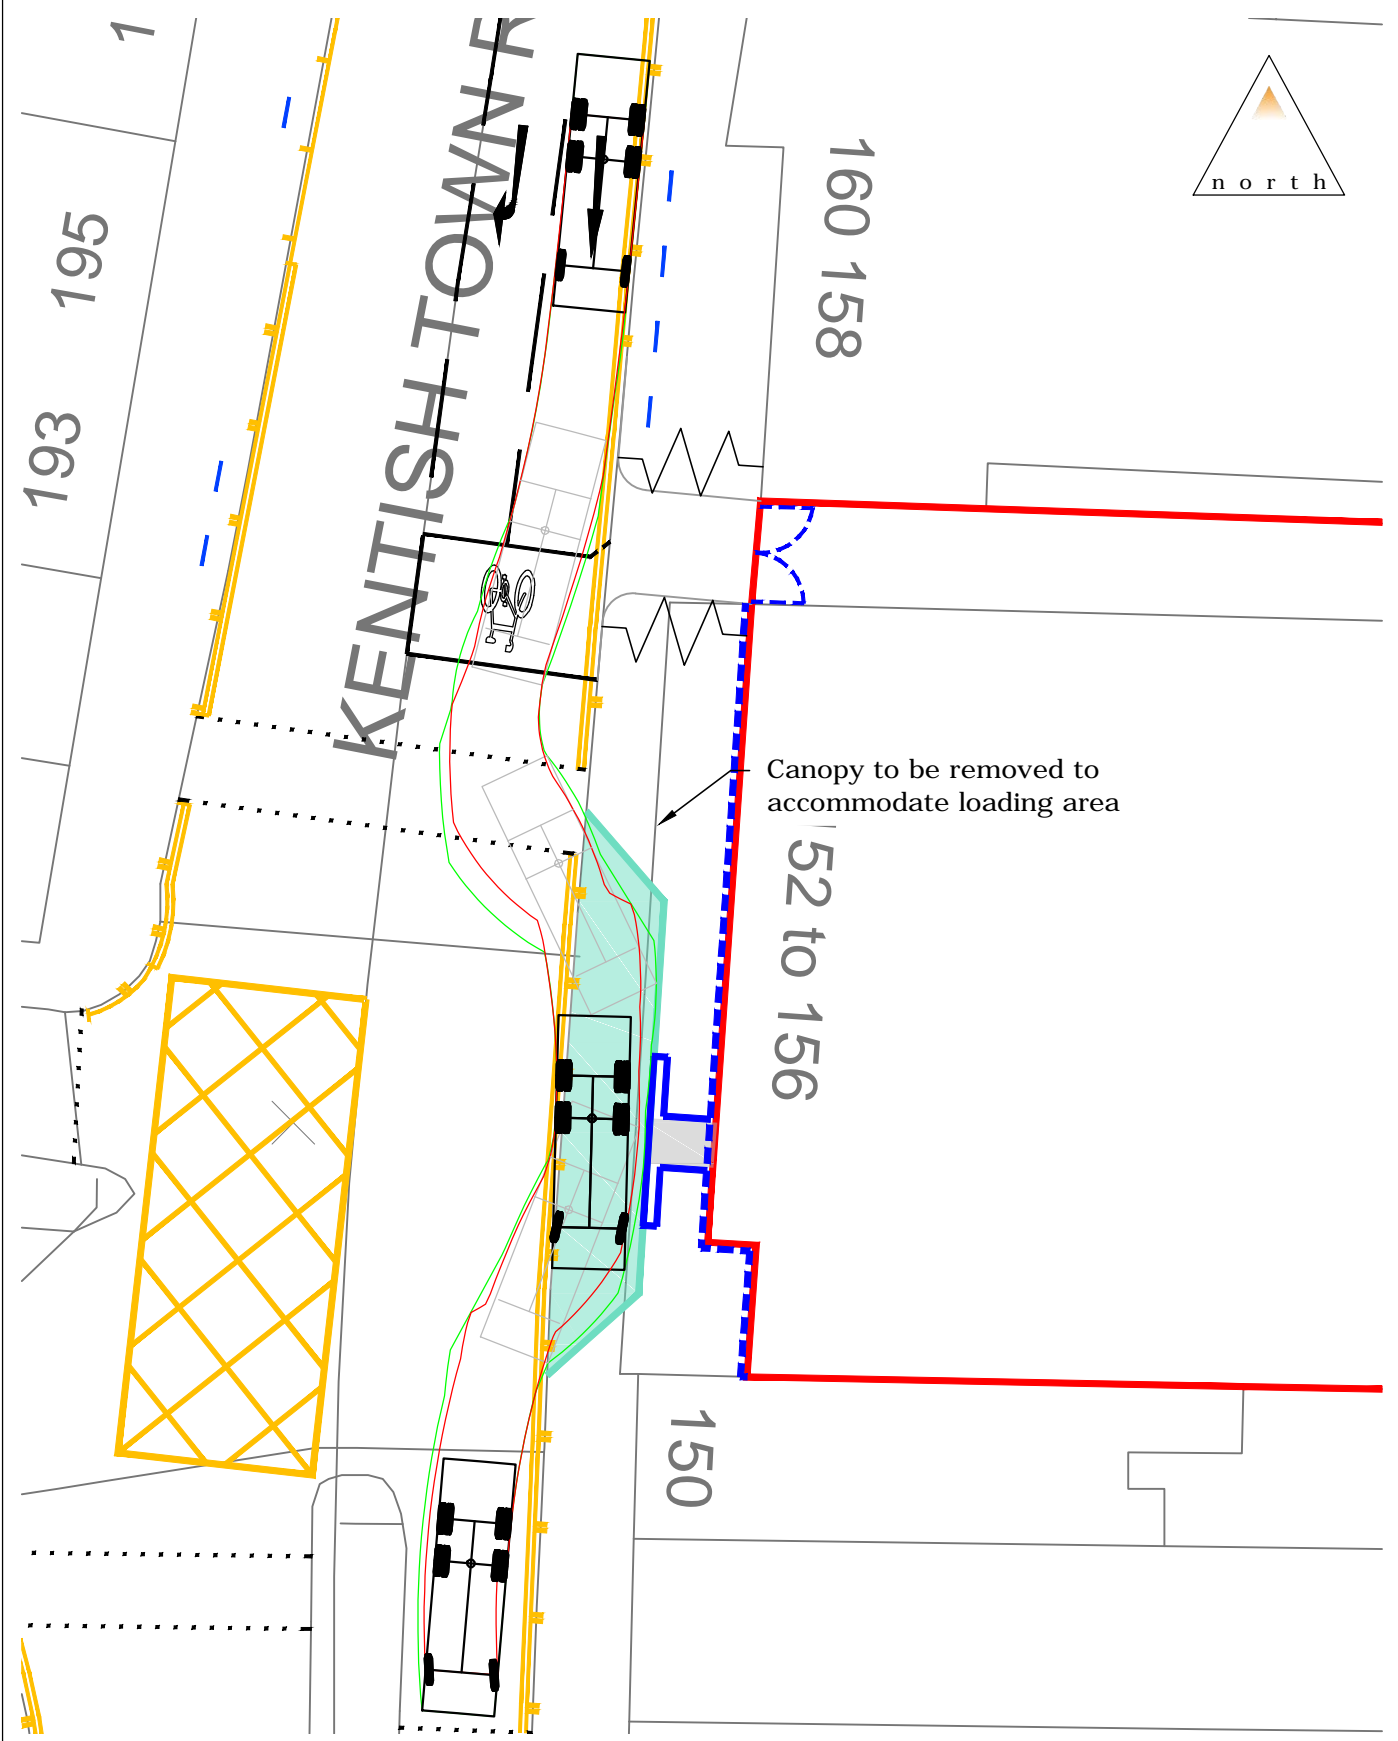 1
KENTISH TOWN R
195
160 158
north
193
Canopy to be removed to
accommodate loading area
52 to 156
150